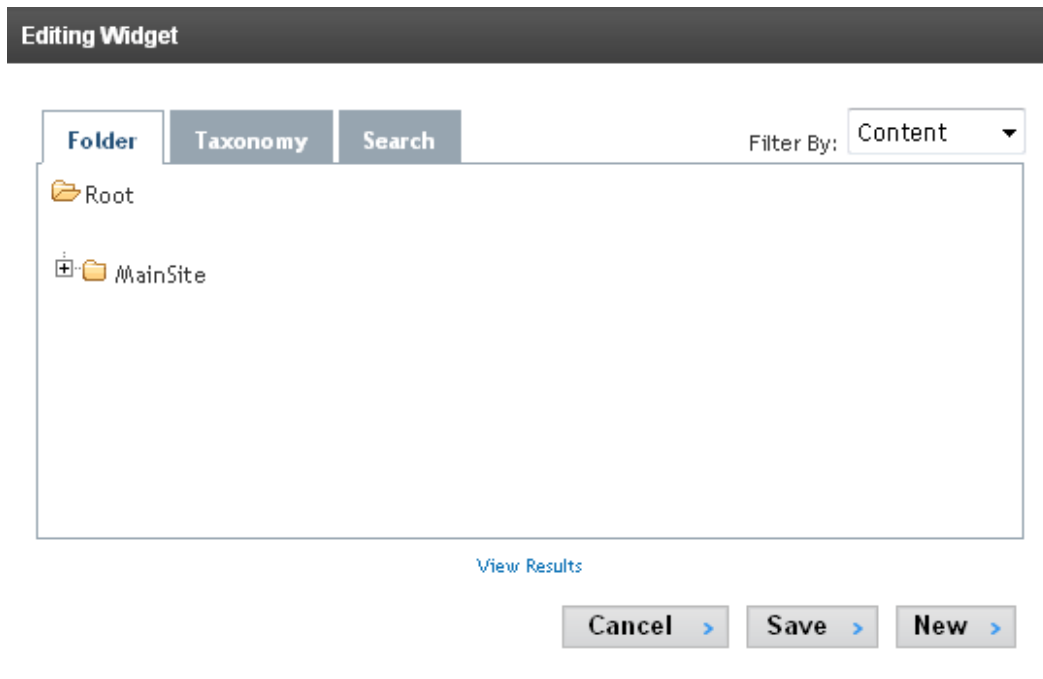 Editing Widget
Folder Taxonomy Search Filter By: Content
Root
MainSite
View Results
Cancel Save New